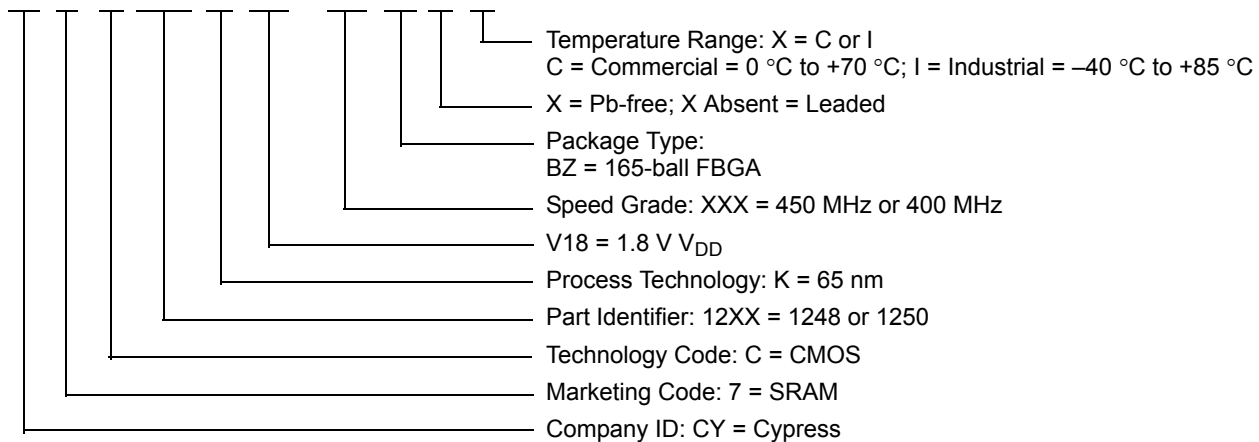 Temperature Range: X = C or I
C = Commercial = 0 °C to +70 °C; I = Industrial = –40 °C to +85 °C
X = Pb-free; X Absent = Leaded
Package Type:
BZ = 165-ball FBGA
Speed Grade: XXX = 450 MHz or 400 MHz
V18 = 1.8 V VDD
Process Technology: K = 65 nm
Part Identifier: 12XX = 1248 or 1250
Technology Code: C = CMOS
Marketing Code: 7 = SRAM
Company ID: CY = Cypress